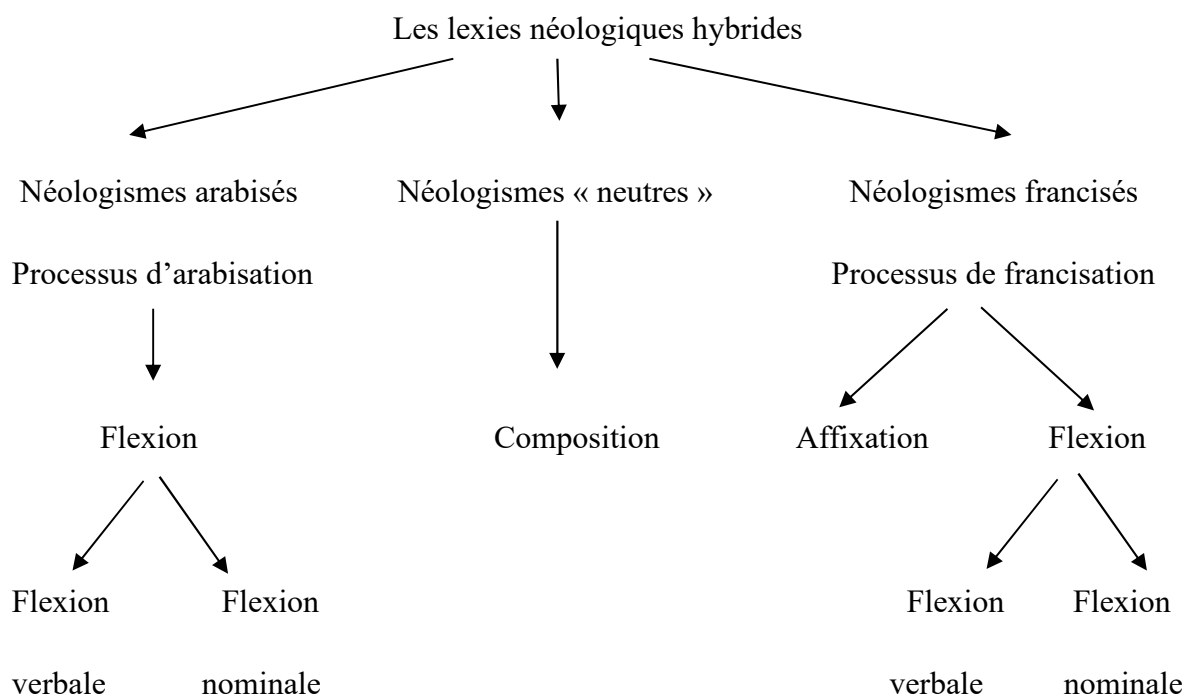 Les lexies néologiques hybrides
Néologismes arabisés Néologismes « neutres » Néologismes francisés
Processus d’arabisation Processus de francisation
Flexion Composition Affixation Flexion
Flexion Flexion Flexion Flexion
verbale nominale verbale nominale